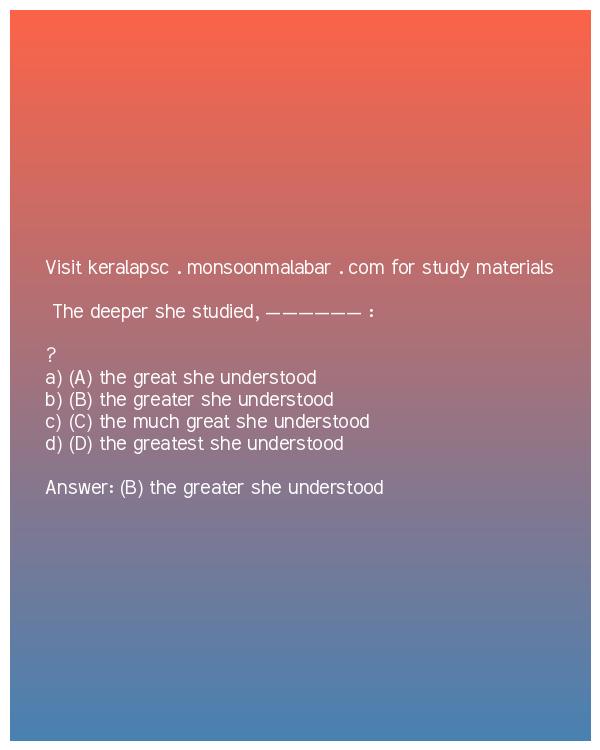 Visit keralapsc . monsoonmalabar . com for study materials
The deeper she studied, —————— :
?
a) (A) the great she understood
b) (B) the greater she understood
c) (C) the much great she understood
d) (D) the greatest she understood
Answer: (B) the greater she understood